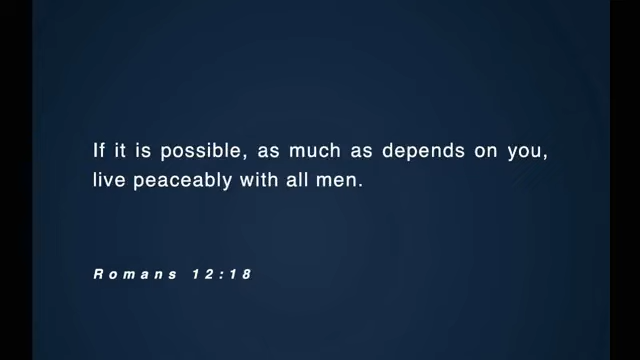 If it is possible, as much as depends on you,
live peaceably with all men.
Romans 12:18